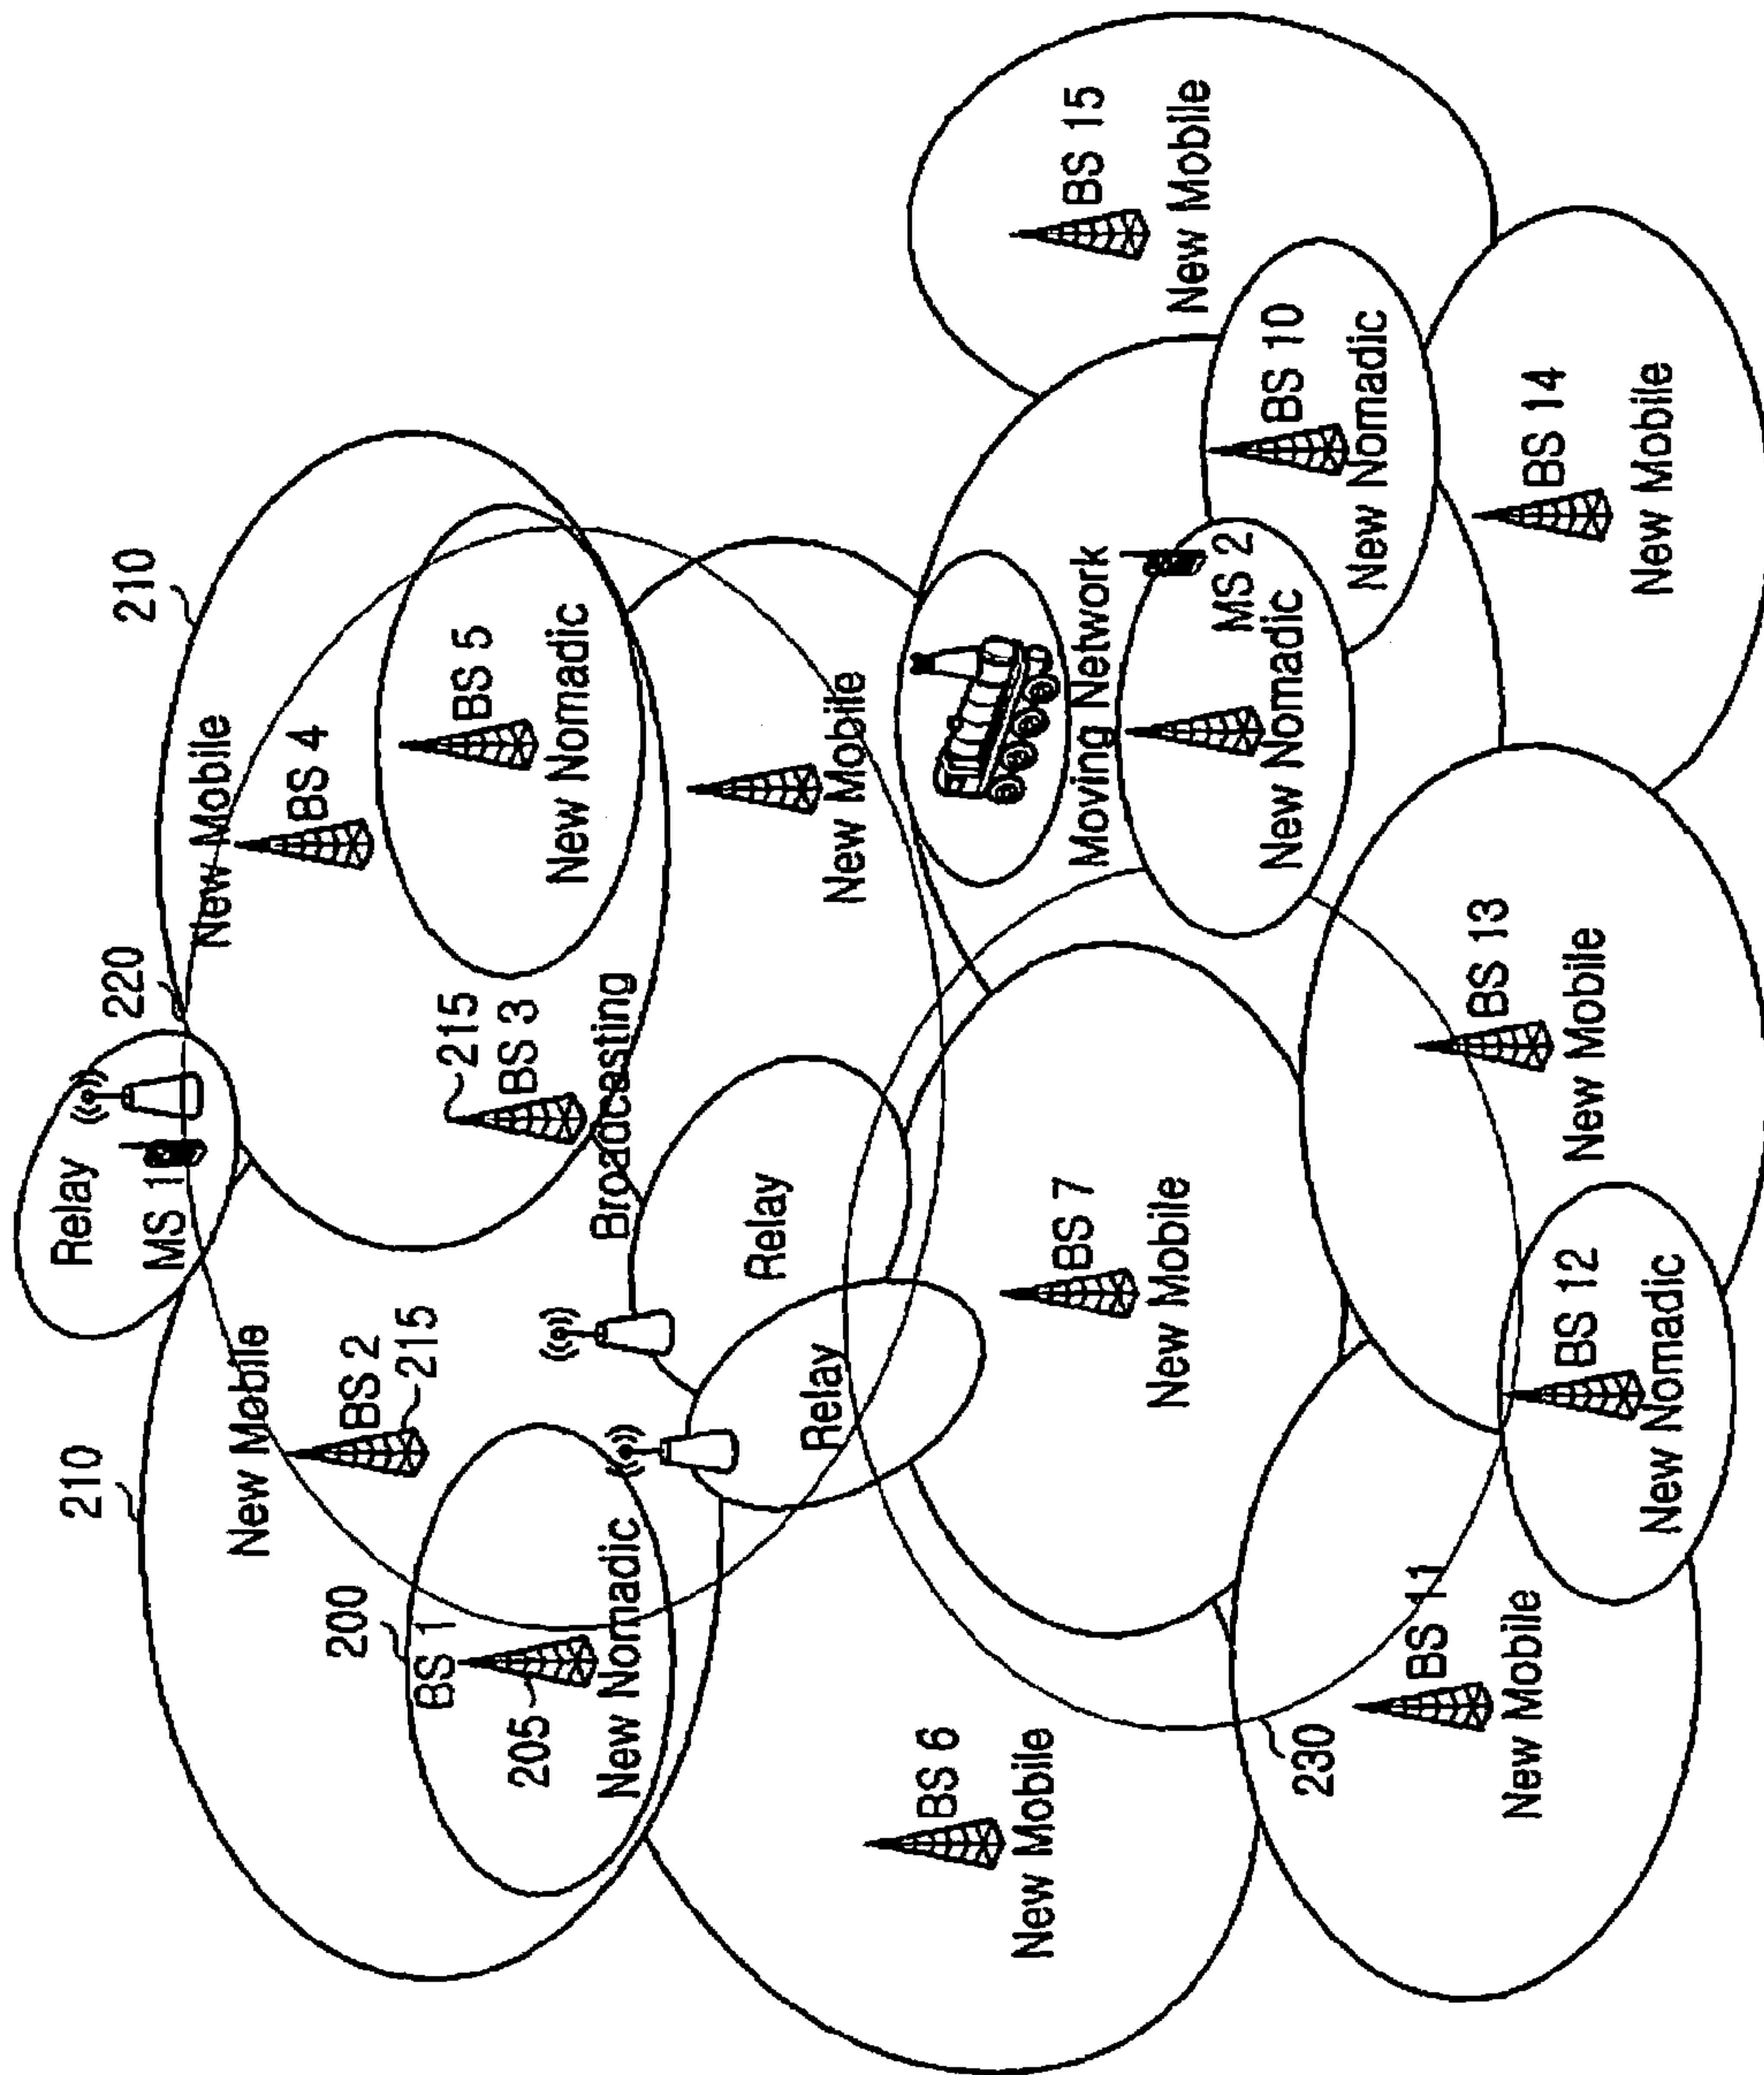 210
New Mobile
BS 2
215
200
BS 1
205
New Nomadic
Relay
MS 1
220
210
New Mobile
BS 4
215
BS 3
Broadcasting
BS 5
New Nomadic
Relay
Relay
New Mobile
BS 6
New Mobile
BS 7
New Mobile
Moving Network
MS 2
New Nomadic
BS 10
New Nomadic
BS 15
New Mobile
230
BS 11
New Mobile
BS 12
New Nomadic
BS 13
New Mobile
BS 14
New Mobile